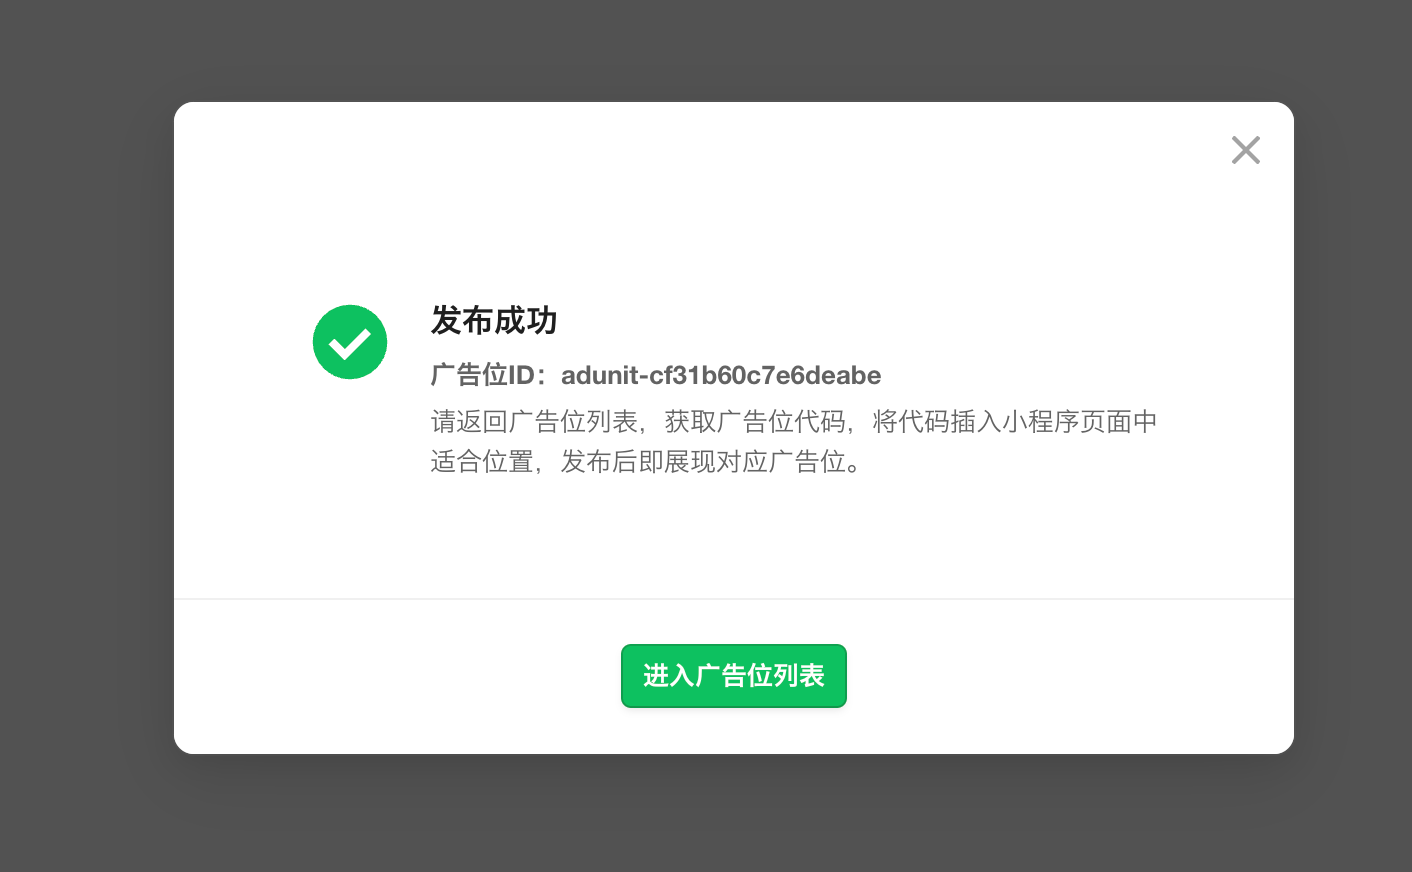 发布成功
广告位ID：adunit-cf31b60c7e6deabe
请返回广告位列表，获取广告位代码，将代码插入小程序页面中
适合位置，发布后即展现对应广告位。
进入广告位列表